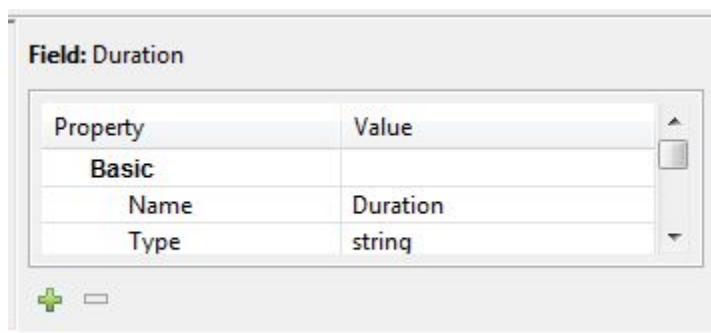 Field: Duration
Property Value
Basic
Name Duration
Type string